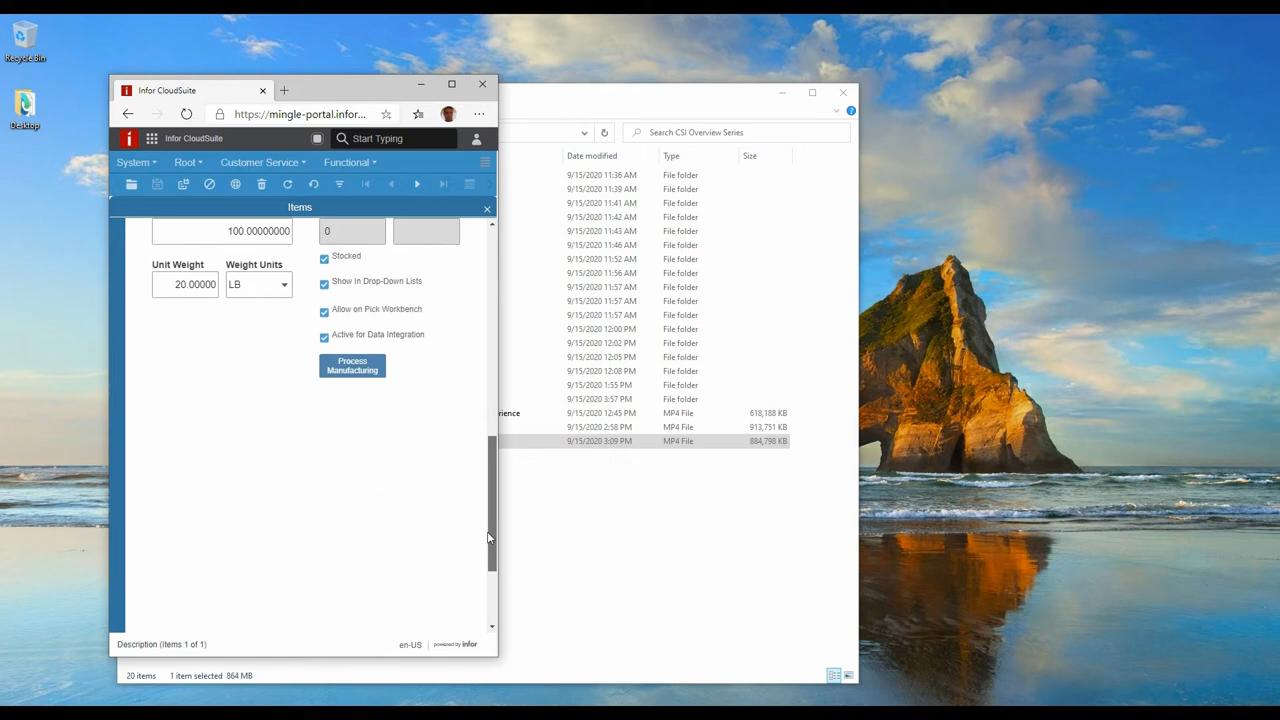 Recycle Bin
Desktop
Infor CloudSuite
https://mingle-portal.infor...
Infor CloudSuite
Start Typing
System Root Customer Service Functional
Items
100.00000000 0
Stocked
Unit Weight Weight Units
Show In Drop-Down Lists
20.00000 LB
Allow on Pick Workbench
Active for Data Integration
Process
Manufacturing
Description (Items 1 of 1)
en-US powered by infor
Search CSI Overview Series
Date modified Type Size
9/15/2020 11:36 AM File folder
9/15/2020 11:39 AM File folder
9/15/2020 11:41 AM File folder
9/15/2020 11:42 AM File folder
9/15/2020 11:43 AM File folder
9/15/2020 11:46 AM File folder
9/15/2020 11:52 AM File folder
9/15/2020 11:56 AM File folder
9/15/2020 11:57 AM File folder
9/15/2020 11:57 AM File folder
9/15/2020 11:57 AM File folder
9/15/2020 12:00 PM File folder
9/15/2020 12:02 PM File folder
9/15/2020 12:05 PM File folder
9/15/2020 12:08 PM File folder
9/15/2020 1:55 PM File folder
9/15/2020 3:57 PM File folder
rience 9/15/2020 12:45 PM MP4 File 618,188 KB
9/15/2020 2:58 PM MP4 File 913,751 KB
9/15/2020 3:09 PM MP4 File 884,798 KB
20 items 1 item selected 864 MB